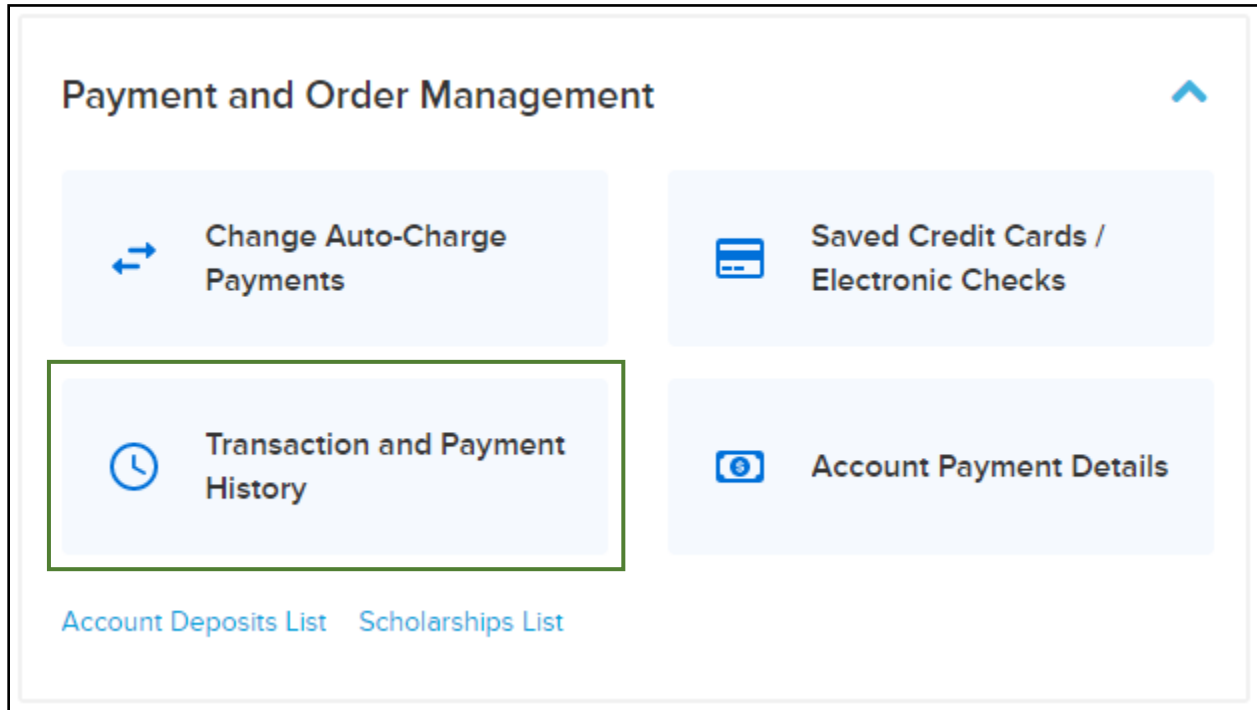 Payment and Order Management
Change Auto-Charge
Payments
Saved Credit Cards /
Electronic Checks
Transaction and Payment
History
Account Payment Details
Account Deposits List
Scholarships List